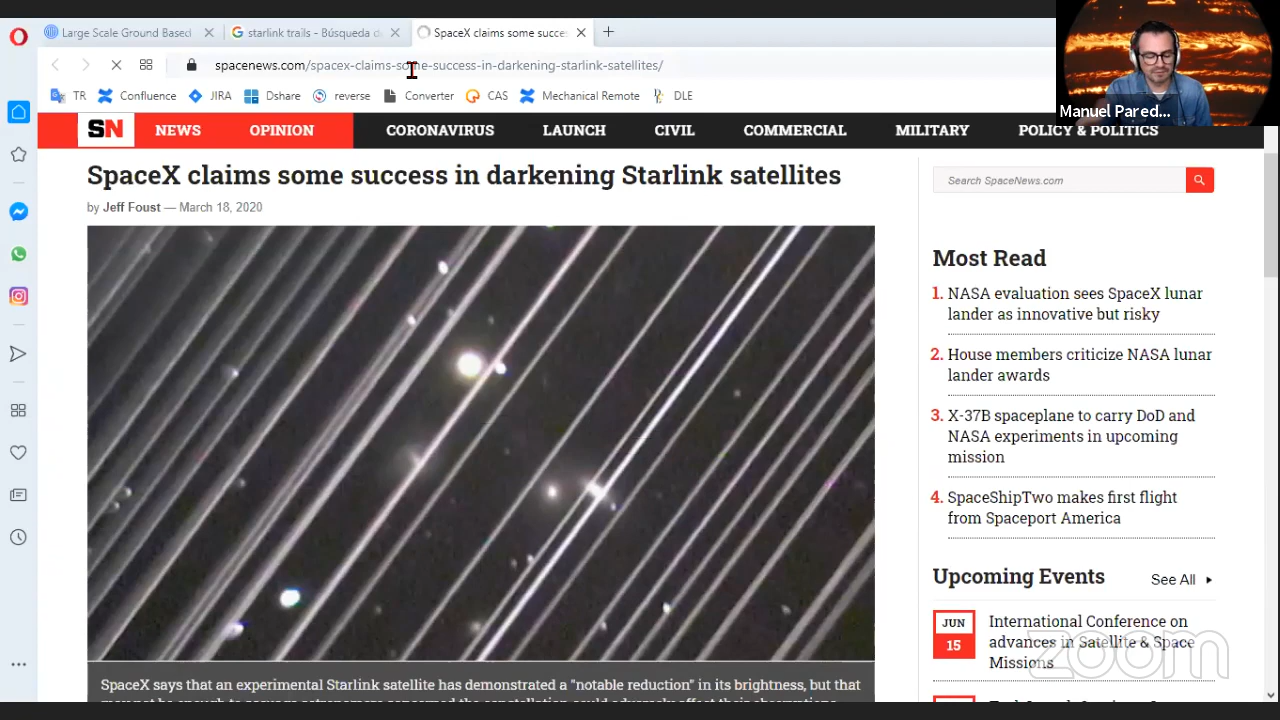 Large Scale Ground Based
starlink trails - Búsqueda d
SpaceX claims some succes
spacenews.com/spacex-claims-some-success-in-darkening-starlink-satellites/
TR Confluence JIRA Dshare reverse Converter CAS Mechanical Remote DLE
Manuel Pared...
SN NEWS OPINION CORONAVIRUS LAUNCH CIVIL COMMERCIAL MILITARY POLICY & POLITICS
SpaceX claims some success in darkening Starlink satellites
by Jeff Foust — March 18, 2020
SpaceX says that an experimental Starlink satellite has demonstrated a "notable reduction" in its brightness, but that
Search SpaceNews.com
Most Read
1. NASA evaluation sees SpaceX lunar
lander as innovative but risky
2. House members criticize NASA lunar
lander awards
3. X-37B spaceplane to carry DoD and
NASA experiments in upcoming
mission
4. SpaceShipTwo makes first flight
from Spaceport America
Upcoming Events See All
JUN
15
International Conference on
advances in Satellite & Space
Missions
zoom